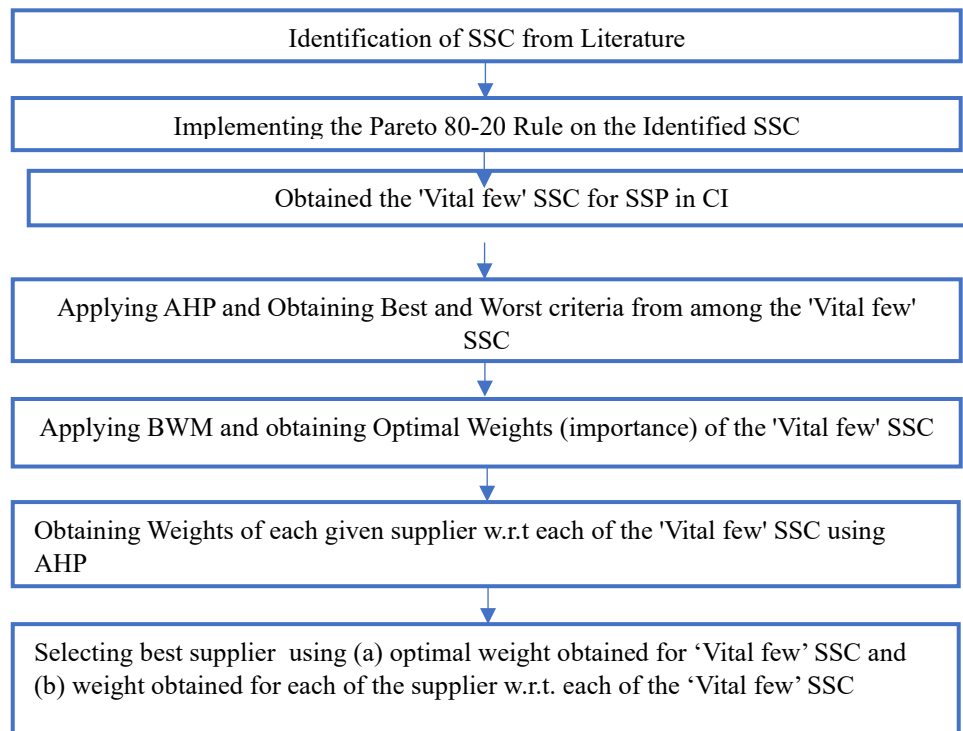 Identification of SSC from Literature
Implementing the Pareto 80-20 Rule on the Identified SSC
Obtained the 'Vital few' SSC for SSP in CI
Applying AHP and Obtaining Best and Worst criteria from among the 'Vital few'
SSC
Applying BWM and obtaining Optimal Weights (importance) of the 'Vital few' SSC
Obtaining Weights of each given supplier w.r.t each of the 'Vital few' SSC using
AHP
Selecting best supplier using (a) optimal weight obtained for ‘Vital few’ SSC and
(b) weight obtained for each of the supplier w.r.t. each of the ‘Vital few’ SSC